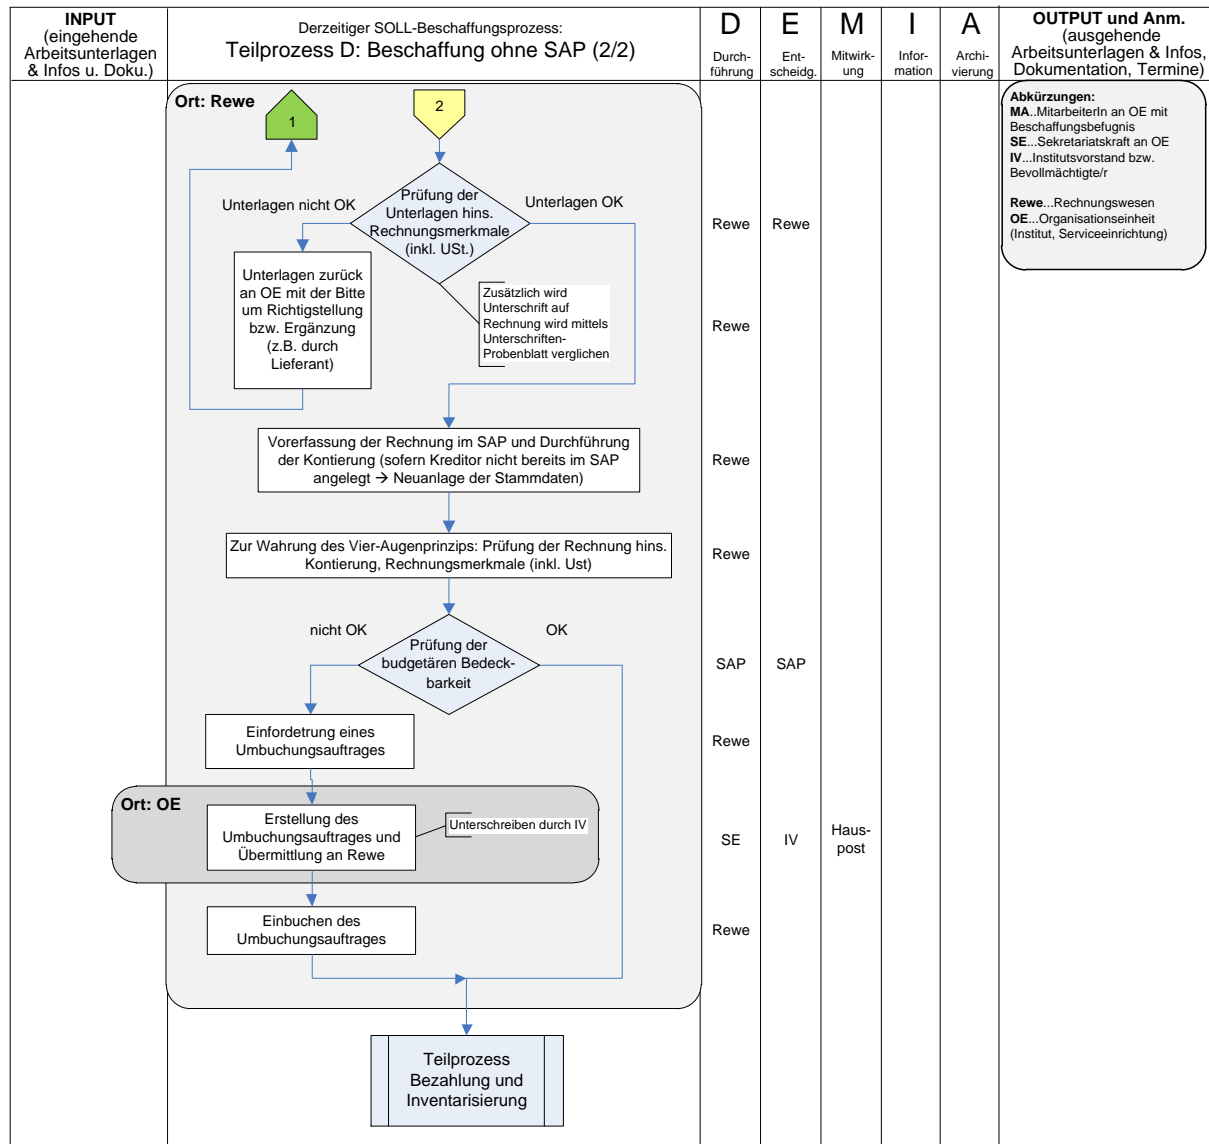 INPUT
(eingehende
Arbeitsunterlagen
& Infos u. Doku.)
Derzeitiger SOLL-Beschaffungsprozess:
Teilprozess D: Beschaffung ohne SAP (2/2)
D
Durch-
führung
E
Ent-
scheidg.
M
Mitwirk-
ung
I
Infor-
mation
A
Archi-
vierung
OUTPUT und Anm.
(ausgehende
Arbeitsunterlagen & Infos,
Dokumentation, Termine)
Ort: Rewe
1
2
Abkürzungen:
MA..MitarbeiterIn an OE mit
Beschaffungsbefugnis
SE...Sekretariatskraft an OE
IV...Institutsvorstand bzw.
Bevollmächtigte/r
Rewe...Rechnungswesen
OE...Organisationseinheit
(Institut, Serviceeinrichtung)
Unterlagen nicht OK
Prüfung der
Unterlagen hins.
Rechnungsmerkmale
(inkl. USt.)
Unterlagen OK
Rewe
Rewe
Unterlagen zurück
an OE mit der Bitte
um Richtigstellung
bzw. Ergänzung
(z.B. durch
Lieferant)
Zusätzlich wird
Unterschrift auf
Rechnung wird mittels
Unterschriften-
Probenblatt verglichen
Rewe
Vorerfassung der Rechnung im SAP und Durchführung
der Kontierung (sofern Kreditor nicht bereits im SAP
angelegt → Neuanlage der Stammdaten)
Rewe
Zur Wahrung des Vier-Augenprinzips: Prüfung der Rechnung hins.
Kontierung, Rechnungsmerkmale (inkl. Ust)
Rewe
nicht OK
OK
Prüfung der
budgetären Bedeck-
barkeit
SAP
SAP
Einfordetrung eines
Umbuchungsauftrages
Rewe
Ort: OE
Erstellung des
Umbuchungsauftrages und
Übermittlung an Rewe
Unterschreiben durch IV
SE
IV
Haus-
post
Einbuchen des
Umbuchungsauftrages
Rewe
Teilprozess
Bezahlung und
Inventarisierung